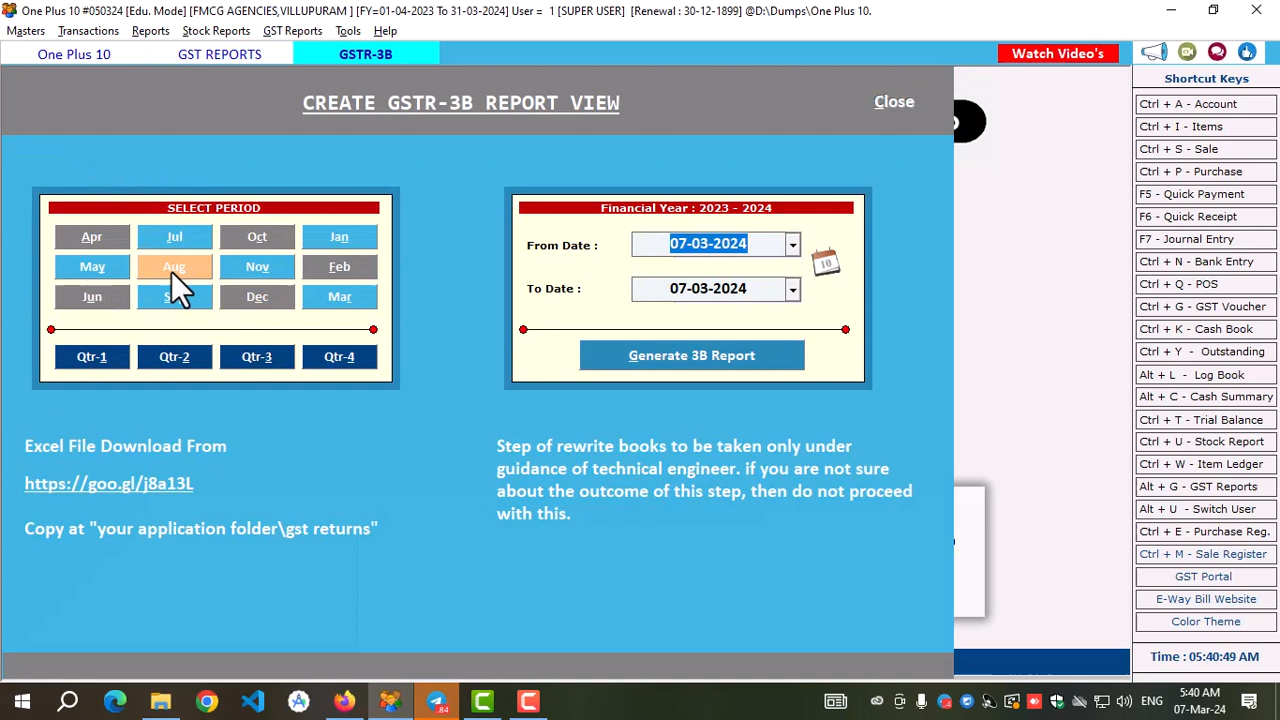 One Plus 10 #050324 [Edu. Mode] [FMCG AGENCIES,VILLUPURAM ] [FY=01-04-2023 To 31-03-2024] User = 1 [SUPER USER] [Renewal : 30-12-1899] @D:\Dumps\One Plus 10.
Masters Transactions Reports Stock Reports GST Reports Tools Help
One Plus 10 GST REPORTS GSTR-3B Watch Video's
CREATE GSTR-3B REPORT VIEW Close
SELECT PERIOD
Apr Jul Oct Jan
May Aug Nov Feb
Jun Dec Mar
Qtr-1 Qtr-2 Qtr-3 Qtr-4
Financial Year : 2023 - 2024
From Date : 07-03-2024
To Date : 07-03-2024
10
Generate 3B Report
Excel File Download From
https://goo.gl/j8a13L
Copy at "your application folder\gst returns"
Step of rewrite books to be taken only under
guidance of technical engineer. if you are not sure
about the outcome of this step, then do not proceed
with this.
Shortcut Keys
Ctrl + A - Account
Ctrl + I - Items
Ctrl + S - Sale
Ctrl + P - Purchase
F5 - Quick Payment
F6 - Quick Receipt
F7 - Journal Entry
Ctrl + N - Bank Entry
Ctrl + Q - POS
Ctrl + G - GST Voucher
Ctrl + K - Cash Book
Ctrl + Y - Outstanding
Alt + L - Log Book
Alt + C - Cash Summary
Ctrl + T - Trial Balance
Ctrl + U - Stock Report
Ctrl + W - Item Ledger
Alt + G - GST Reports
Alt + U - Switch User
Ctrl + E - Purchase Reg.
Ctrl + M - Sale Register
GST Portal
E-Way Bill Website
Color Theme
Time : 05:40:49 AM
84
ENG
5:40 AM
07-Mar-24